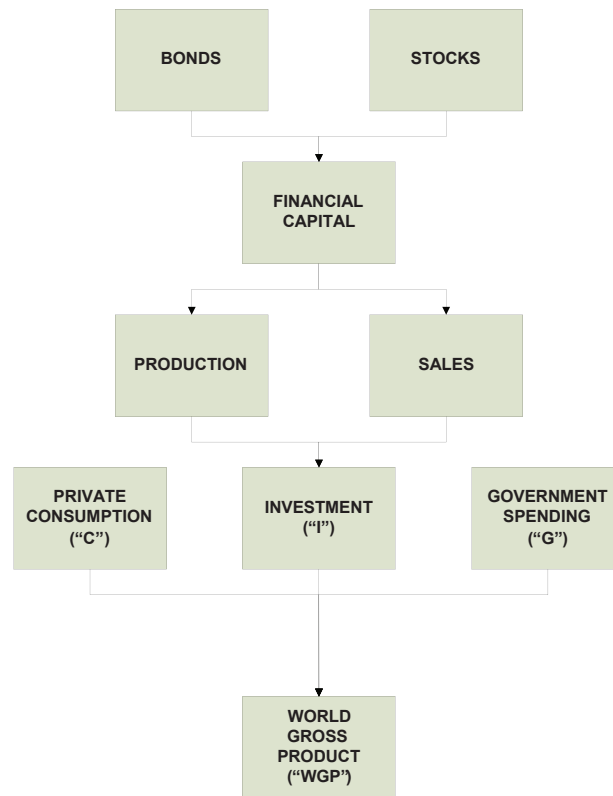 BONDS
STOCKS
FINANCIAL
CAPITAL
PRODUCTION
SALES
PRIVATE
CONSUMPTION
(“C”)
INVESTMENT
(“I”)
GOVERNMENT
SPENDING
(“G”)
WORLD
GROSS
PRODUCT
(“WGP”)